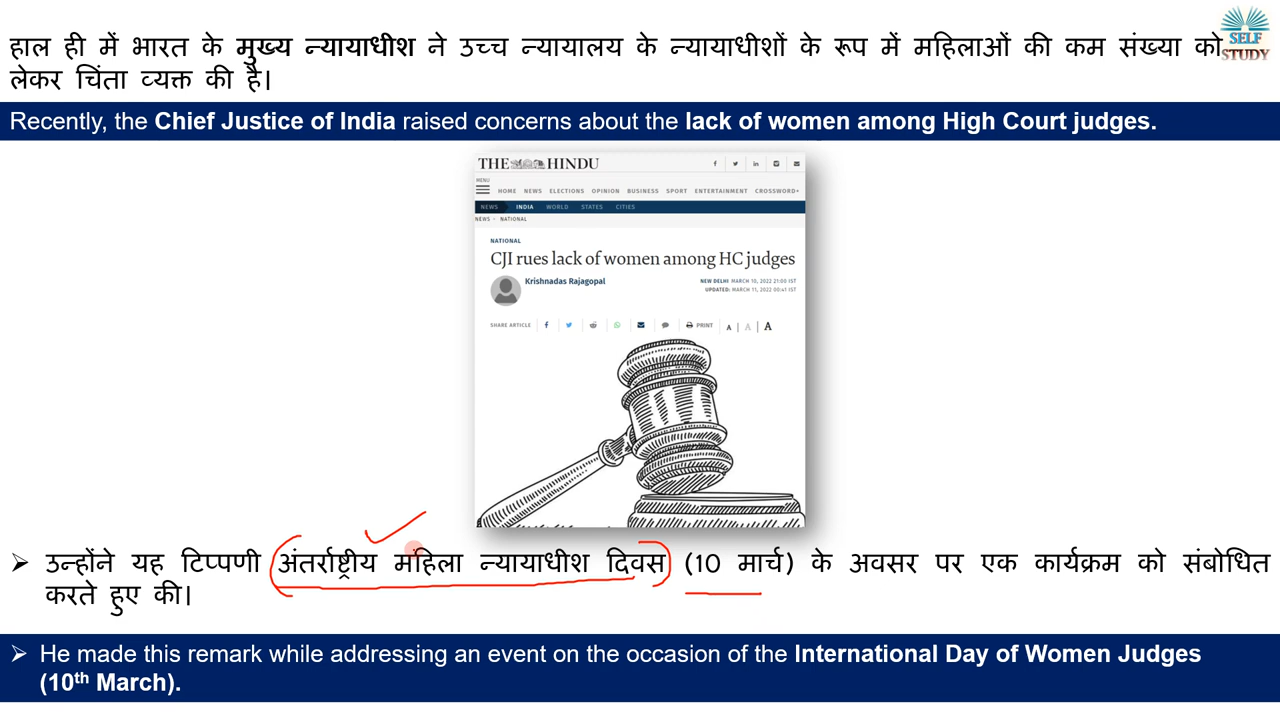 हाल ही में भारत के मुख्य न्यायाधीश ने उच्च न्यायालय के न्यायाधीशों के रूप में महिलाओं की कम संख्या को
लेकर चिंता व्यक्त की है।
SELF
STUDY
Recently, the Chief Justice of India raised concerns about the lack of women among High Court judges.
THE HINDU
MENU
HOME NEWS ELECTIONS OPINION BUSINESS SPORT ENTERTAINMENT CROSSWORD+
NEWS INDIA WORLD STATES CITIES
NEWS › NATIONAL
NATIONAL
CJI rues lack of women among HC judges
Krishnadas Rajagopal
NEW DELHI MARCH 10, 2022 21:00 IST
UPDATED: MARCH 11, 2022 00:41 IST
SHARE ARTICLE PRINT A A A
➢ उन्होंने यह टिप्पणी अंतर्राष्ट्रीय महिला न्यायाधीश दिवस (10 मार्च) के अवसर पर एक कार्यक्रम को संबोधित
करते हुए की।
➢ He made this remark while addressing an event on the occasion of the International Day of Women Judges
(10th March).